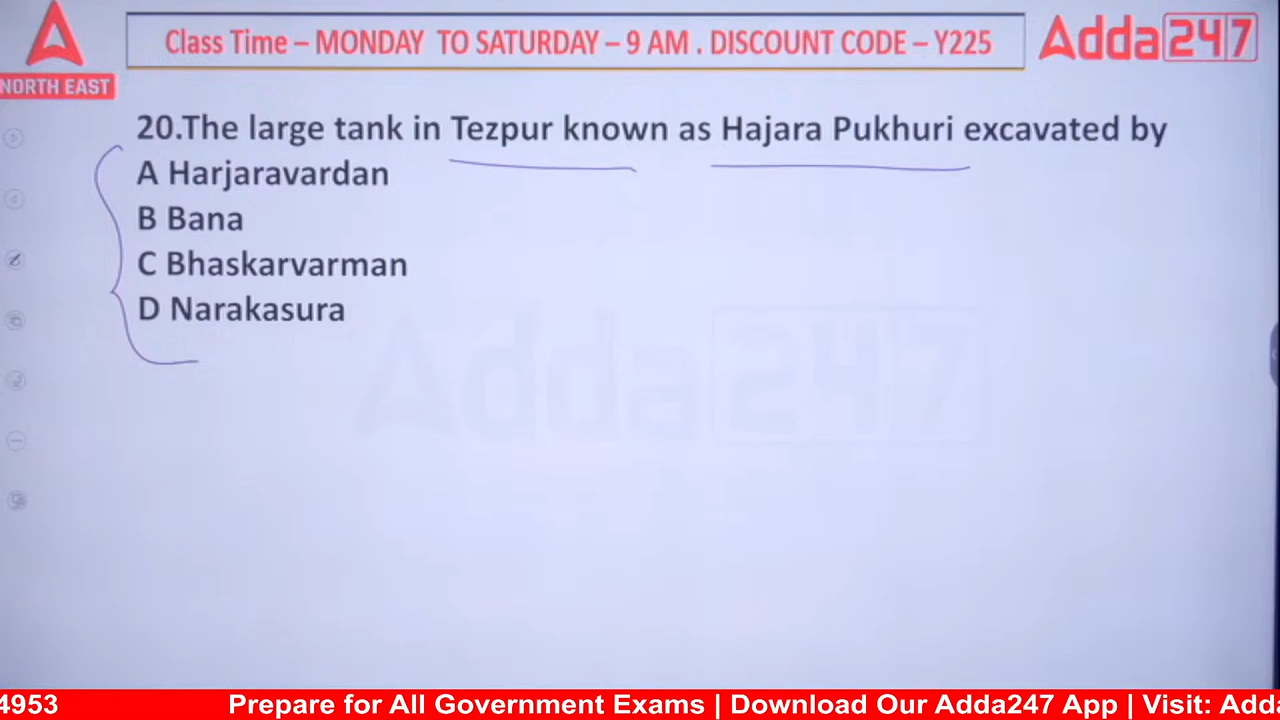 NORTH EAST
Class Time – MONDAY TO SATURDAY – 9 AM . DISCOUNT CODE – Y225
Adda247
20.The large tank in Tezpur known as Hajara Pukhuri excavated by
A Harjaravardan
B Bana
C Bhaskarvarman
D Narakasura
Adda247
4953 Prepare for All Government Exams | Download Our Adda247 App | Visit: Adda